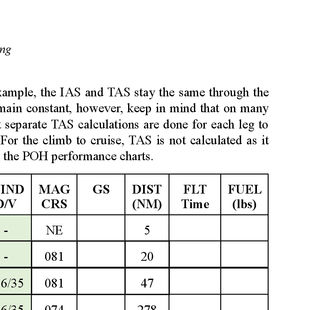 ng
xample, the IAS and TAS stay the same through the
main constant, however, keep in mind that on many
separate TAS calculations are done for each leg to
For the climb to cruise, TAS is not calculated as it
the POH performance charts.
IND MAG GS DIST FLT FUEL
D/V CRS (NM) Time (lbs)
- NE 5
- 081 20
6/35 081 47
6/35 074 278